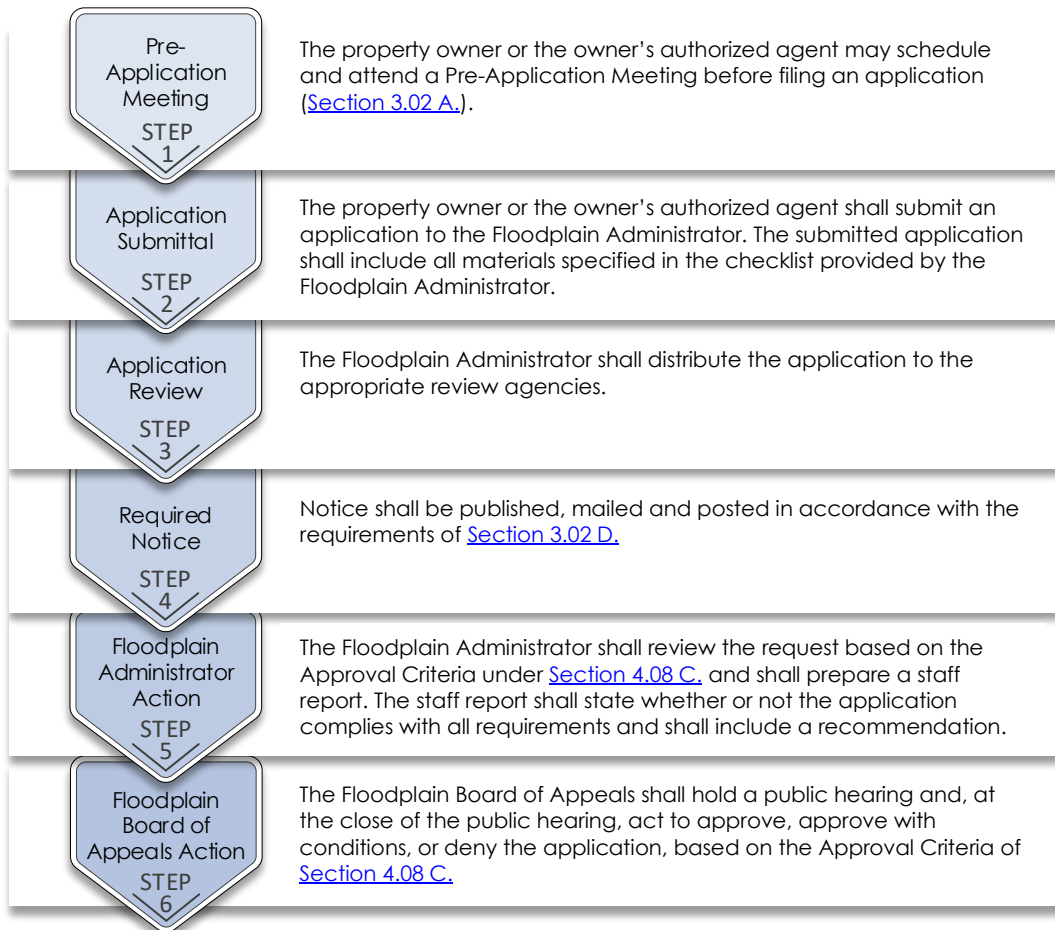 Pre-
Application
Meeting
STEP
1
The property owner or the owner’s authorized agent may schedule
and attend a Pre-Application Meeting before filing an application
(Section 3.02 A.).
Application
Submittal
STEP
2
The property owner or the owner’s authorized agent shall submit an
application to the Floodplain Administrator. The submitted application
shall include all materials specified in the checklist provided by the
Floodplain Administrator.
Application
Review
STEP
3
The Floodplain Administrator shall distribute the application to the
appropriate review agencies.
Required
Notice
STEP
4
Notice shall be published, mailed and posted in accordance with the
requirements of Section 3.02 D.
Floodplain
Administrator
Action
STEP
5
The Floodplain Administrator shall review the request based on the
Approval Criteria under Section 4.08 C. and shall prepare a staff
report. The staff report shall state whether or not the application
complies with all requirements and shall include a recommendation.
Floodplain
Board of
Appeals Action
STEP
6
The Floodplain Board of Appeals shall hold a public hearing and, at
the close of the public hearing, act to approve, approve with
conditions, or deny the application, based on the Approval Criteria of
Section 4.08 C.